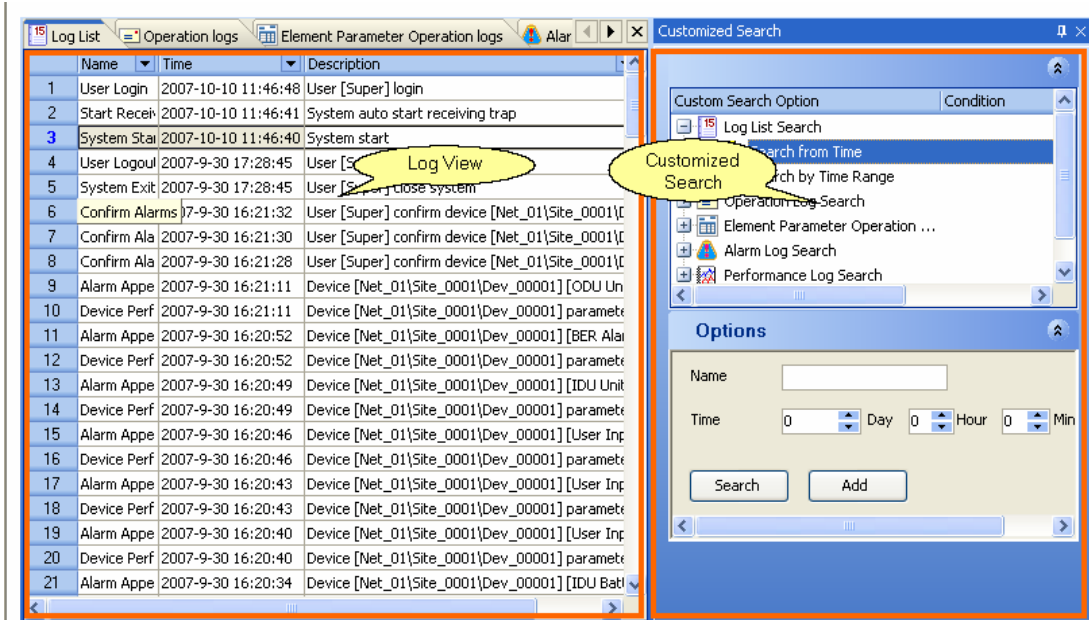 15 Log List Operation logs Element Parameter Operation logs Alar
Name Time Description
1 User Login 2007-10-10 11:46:48 User [Super] login
2 Start Receiv 2007-10-10 11:46:41 System auto start receiving trap
3 System Star 2007-10-10 11:46:40 System start
4 User Logout 2007-9-30 17:28:45 User [S
5 System Exit 2007-9-30 17:28:45 User [Super] close system
Log View
6 Confirm Alarms 2007-9-30 16:21:32 User [Super] confirm device [Net_01\Site_0001\D
7 Confirm Ala 2007-9-30 16:21:30 User [Super] confirm device [Net_01\Site_0001\D
8 Confirm Ala 2007-9-30 16:21:28 User [Super] confirm device [Net_01\Site_0001\D
9 Alarm Appe 2007-9-30 16:21:11 Device [Net_01\Site_0001\Dev_00001] [ODU Un
10 Device Perf 2007-9-30 16:21:11 Device [Net_01\Site_0001\Dev_00001] paramete
11 Alarm Appe 2007-9-30 16:20:52 Device [Net_01\Site_0001\Dev_00001] [BER Alar
12 Device Perf 2007-9-30 16:20:52 Device [Net_01\Site_0001\Dev_00001] paramete
13 Alarm Appe 2007-9-30 16:20:49 Device [Net_01\Site_0001\Dev_00001] [IDU Unit
14 Device Perf 2007-9-30 16:20:49 Device [Net_01\Site_0001\Dev_00001] paramete
15 Alarm Appe 2007-9-30 16:20:46 Device [Net_01\Site_0001\Dev_00001] [User Inp
16 Device Perf 2007-9-30 16:20:46 Device [Net_01\Site_0001\Dev_00001] paramete
17 Alarm Appe 2007-9-30 16:20:43 Device [Net_01\Site_0001\Dev_00001] [User Inp
18 Device Perf 2007-9-30 16:20:43 Device [Net_01\Site_0001\Dev_00001] paramete
19 Alarm Appe 2007-9-30 16:20:40 Device [Net_01\Site_0001\Dev_00001] [User Inp
20 Device Perf 2007-9-30 16:20:40 Device [Net_01\Site_0001\Dev_00001] paramete
21 Alarm Appe 2007-9-30 16:20:34 Device [Net_01\Site_0001\Dev_00001] [IDU Batt
Customized Search
Custom Search Option Condition
15 Log List Search
Search from Time
by Time Range
Customized
Search
Operation Log Search
Element Parameter Operation ...
Alarm Log Search
Performance Log Search
Options
Name
Time 0 Day 0 Hour 0 Min
Search Add